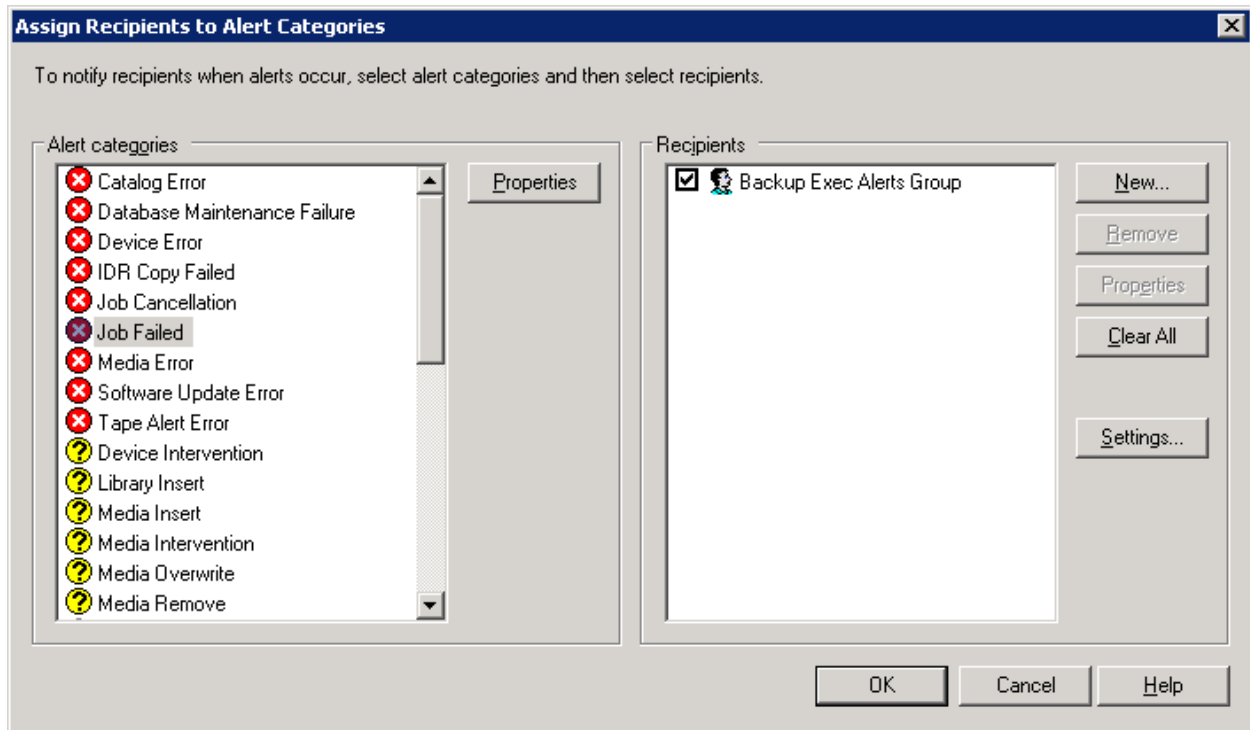 Assign Recipients to Alert Categories
To notify recipients when alerts occur, select alert categories and then select recipients.
Alert categories
Catalog Error
Database Maintenance Failure
Device Error
IDR Copy Failed
Job Cancellation
Job Failed
Media Error
Software Update Error
Tape Alert Error
Device Intervention
Library Insert
Media Insert
Media Intervention
Media Overwrite
Media Remove
Properties
Recipients
Backup Exec Alerts Group
New...
Remove
Properties
Clear All
Settings...
OK
Cancel
Help